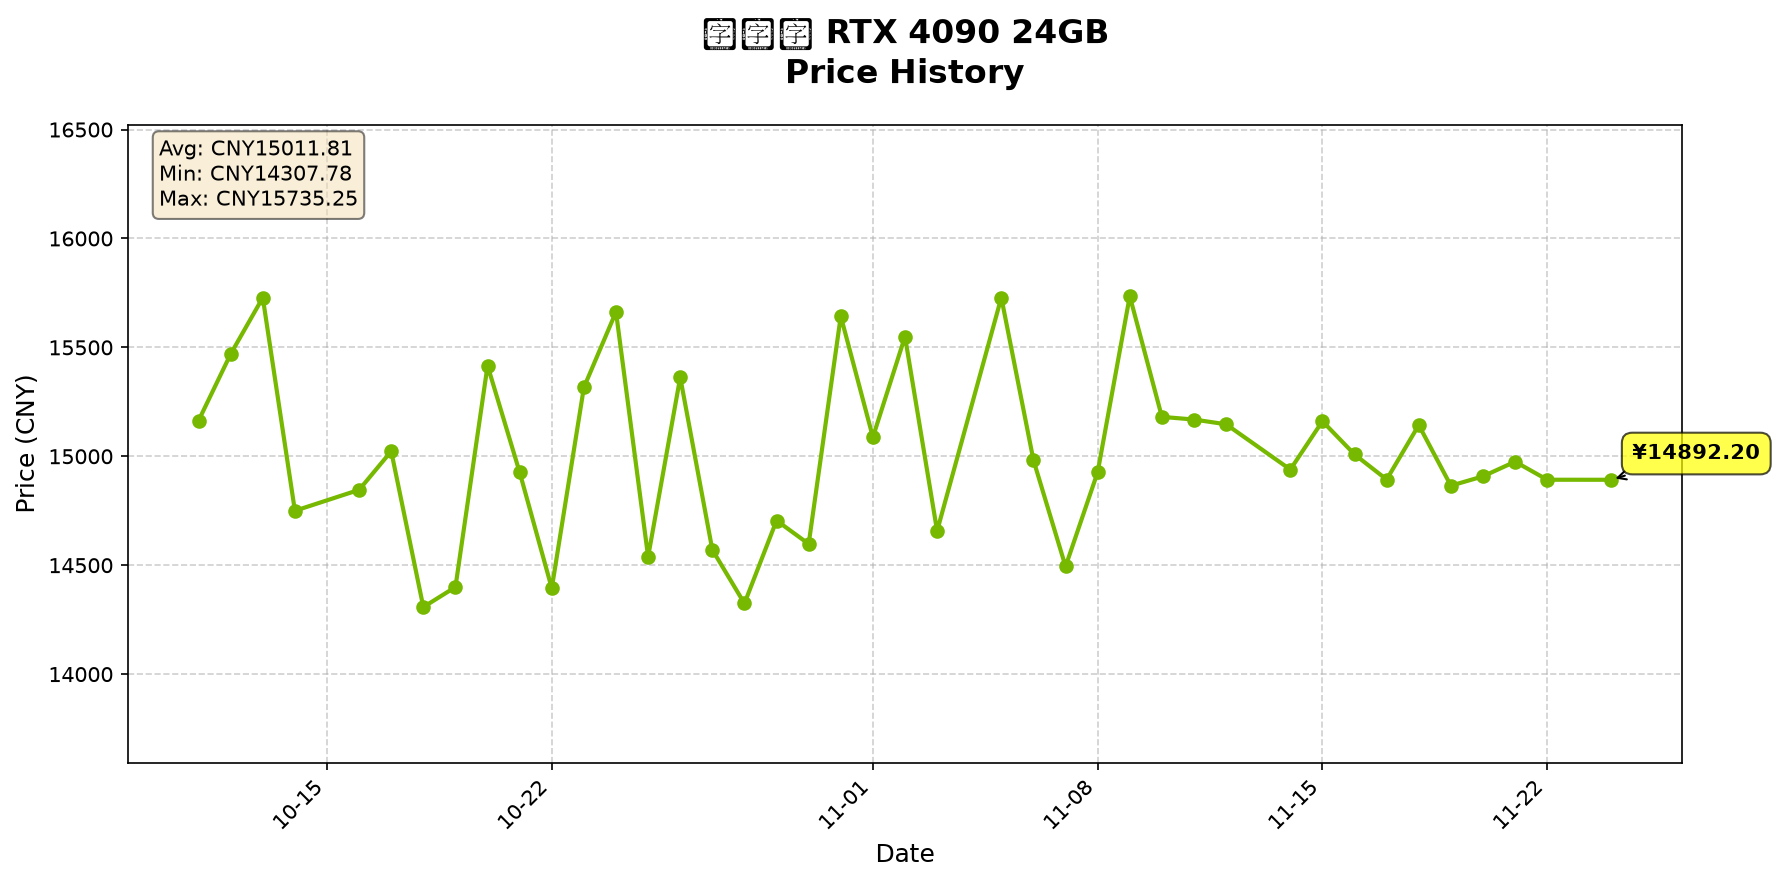 RTX 4090 24GB
Price History
Avg: CNY15011.81
Min: CNY14307.78
Max: CNY15735.25
16500
16000
15500
15000
14500
14000
Price (CNY)
¥14892.20
10-15
10-22
11-01
11-08
11-15
11-22
Date